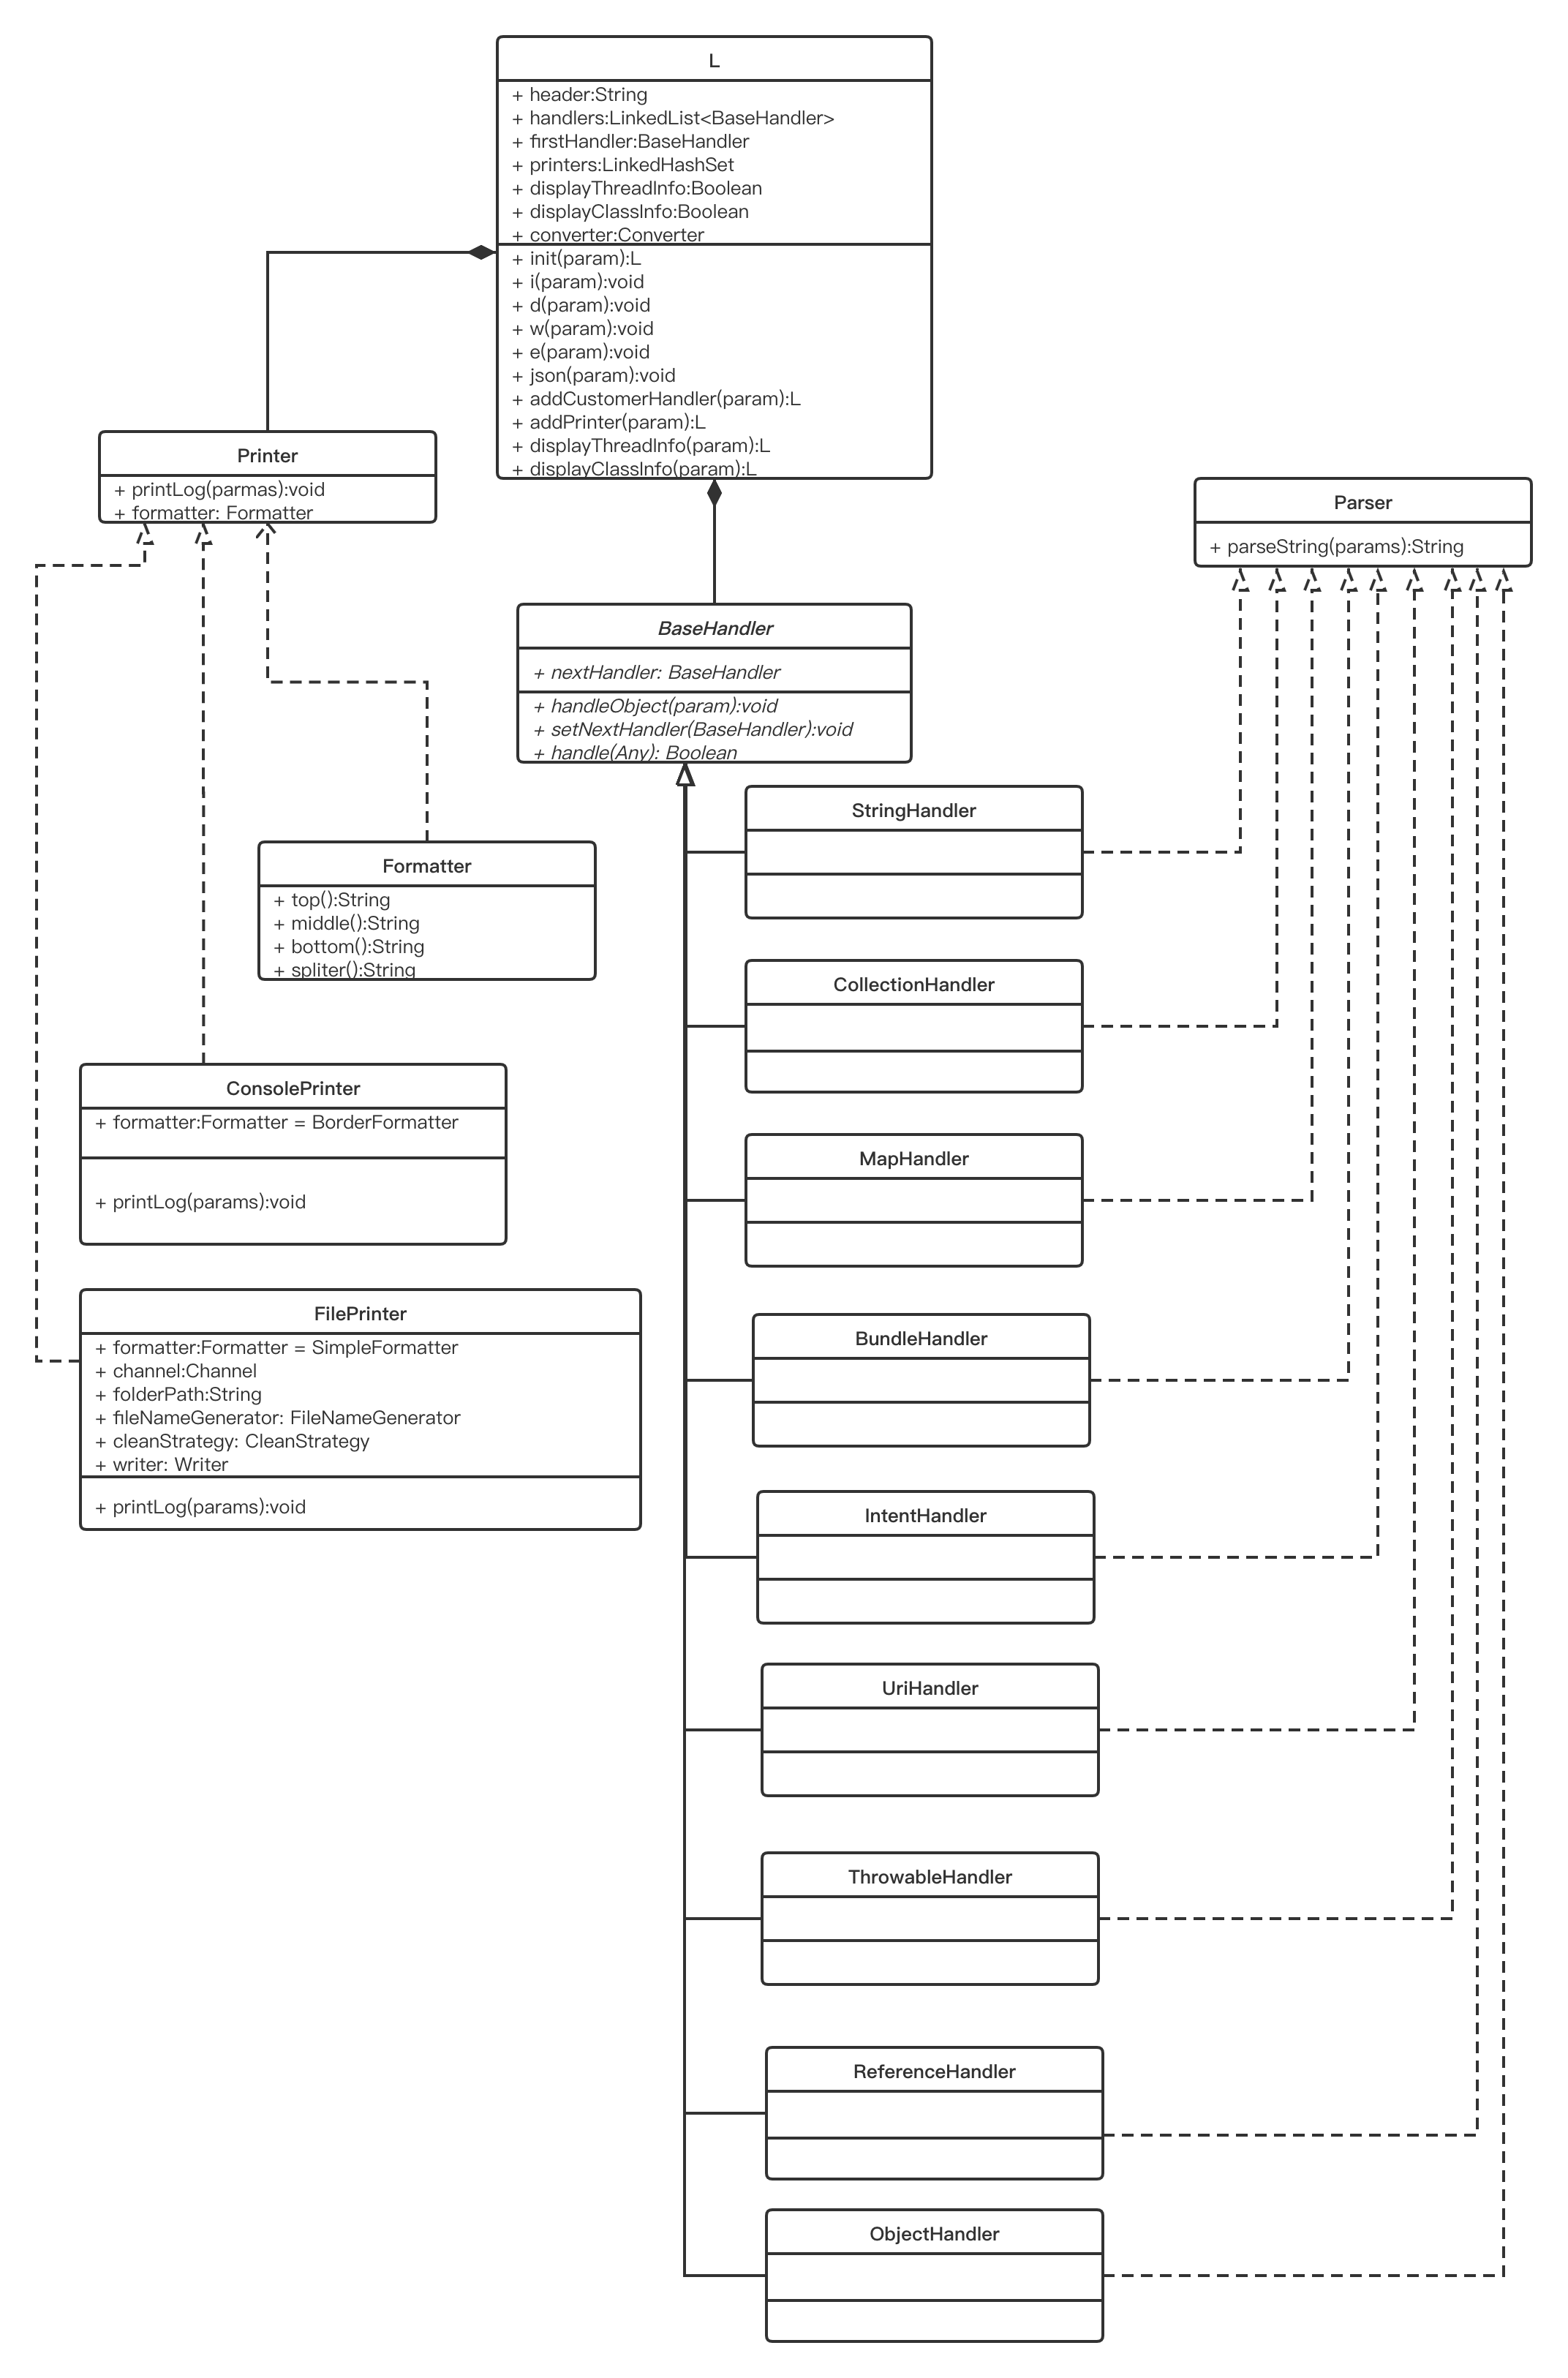 L
+ header:String
+ handlers:LinkedList<BaseHandler>
+ firstHandler:BaseHandler
+ printers:LinkedHashSet
+ displayThreadInfo:Boolean
+ displayClassInfo:Boolean
+ converter:Converter
+ init(param):L
+ i(param):void
+ d(param):void
+ w(param):void
+ e(param):void
+ json(param):void
+ addCustomerHandler(param):L
+ addPrinter(param):L
+ displayThreadInfo(param):L
+ displayClassInfo(param):L
Printer
+ printLog(parmas):void
+ formatter: Formatter
Parser
+ parseString(params):String
BaseHandler
+ nextHandler: BaseHandler
+ handleObject(param):void
+ setNextHandler(BaseHandler):void
+ handle(Any): Boolean
StringHandler
Formatter
+ top():String
+ middle():String
+ bottom():String
+ spliter():String
CollectionHandler
ConsolePrinter
+ formatter:Formatter = BorderFormatter
+ printLog(params):void
MapHandler
FilePrinter
+ formatter:Formatter = SimpleFormatter
+ channel:Channel
+ folderPath:String
+ fileNameGenerator: FileNameGenerator
+ cleanStrategy: CleanStrategy
+ writer: Writer
+ printLog(params):void
BundleHandler
IntentHandler
UriHandler
ThrowableHandler
ReferenceHandler
ObjectHandler